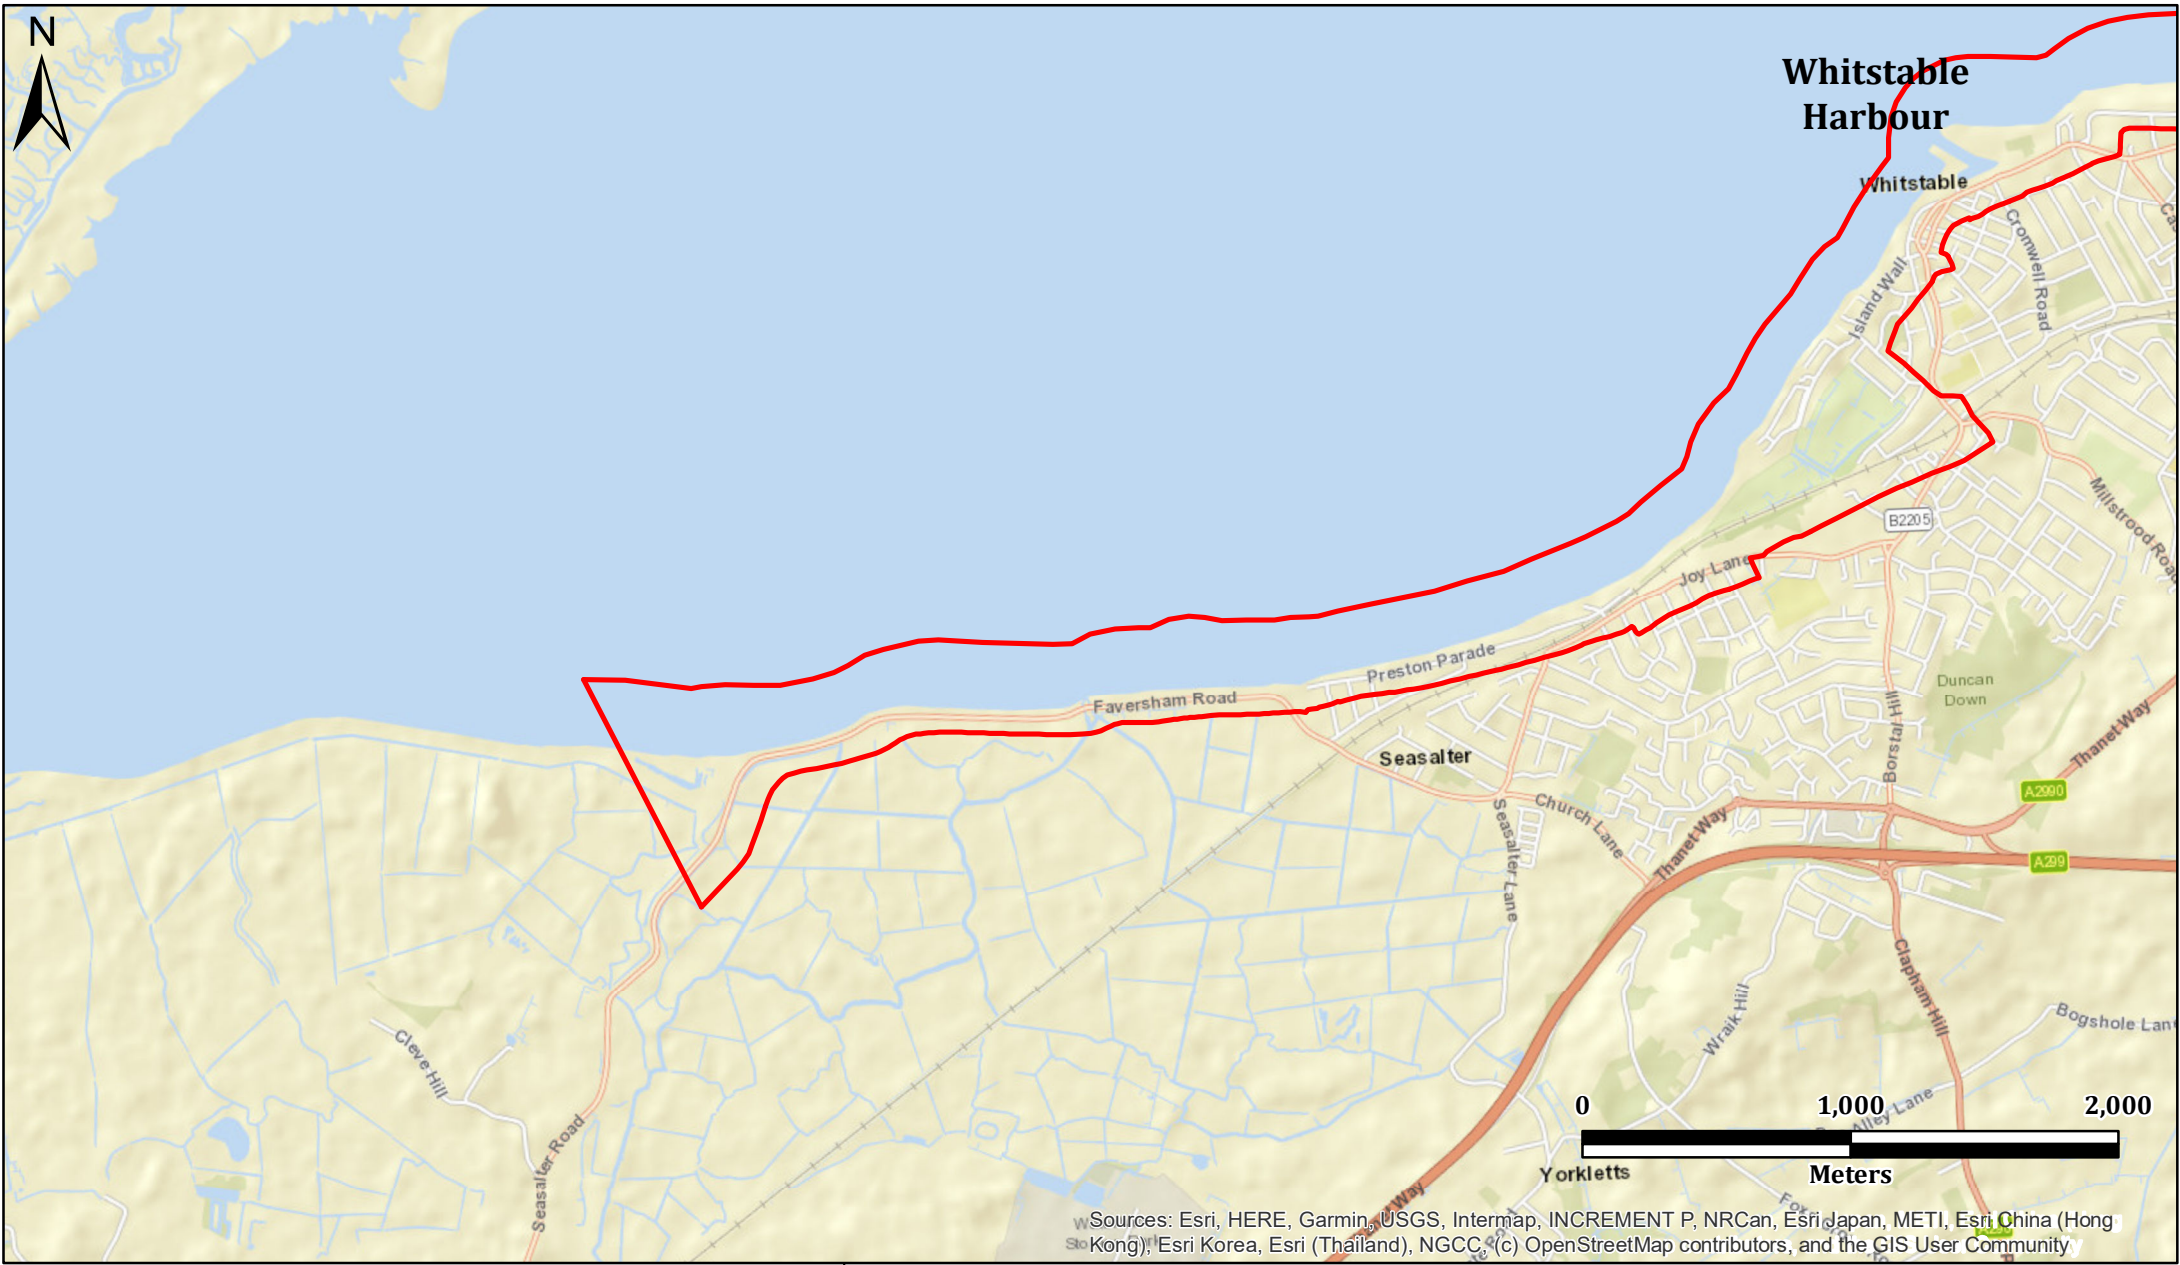 N
Whitstable
Harbour
Whitstable
Cromwell Road
Island Wall
B2205
Millstrood Road
Joy Lane
Preston Parade
Faversham Road
Duncan
Down
Borstal Hill
Thanet Way
Seasalter
A2990
Church Lane
Thanet Way
Seasalter Lane
A299
Clapham Hill
Wraik Hill
Bogshole Lan
Cleve Hill
Seasalter Road
Alley Lane
0 1,000 2,000
Meters
Yorkletts
Way
Sources: Esri, HERE, Garmin, USGS, Intermap, INCREMENT P, NRCan, Esri Japan, METI, Esri China (Hong
Kong), Esri Korea, Esri (Thailand), NGCC, (c) OpenStreetMap contributors, and the GIS User Community